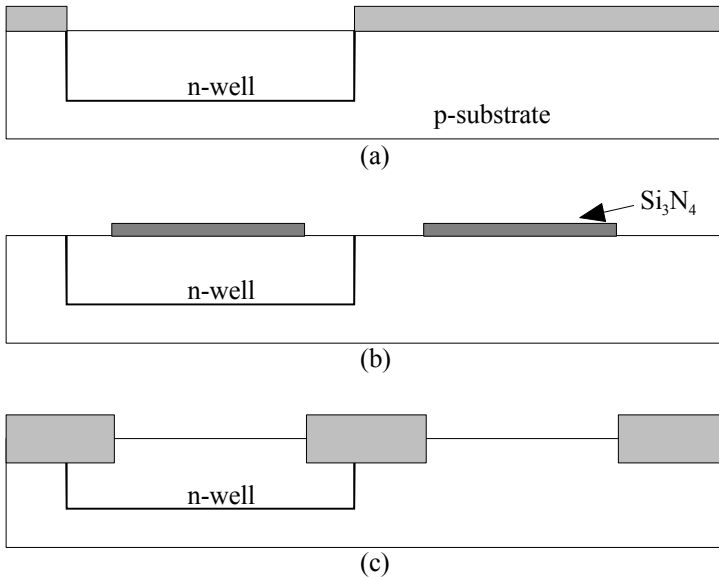 n-well
p-substrate
(a)
Si₃N₄
n-well
(b)
n-well
(c)